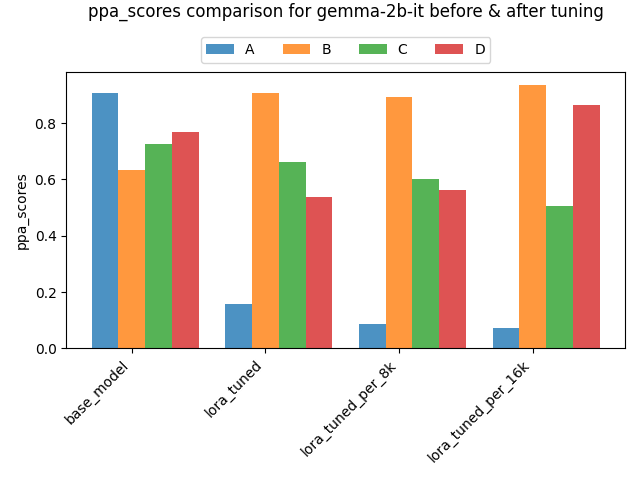 ppa_scores comparison for gemma-2b-it before & after tuning
A B C D
ppa_scores
0.8
0.6
0.4
0.2
0.0
base_model
lora_tuned
lora_tuned_per_8k
lora_tuned_per_16k